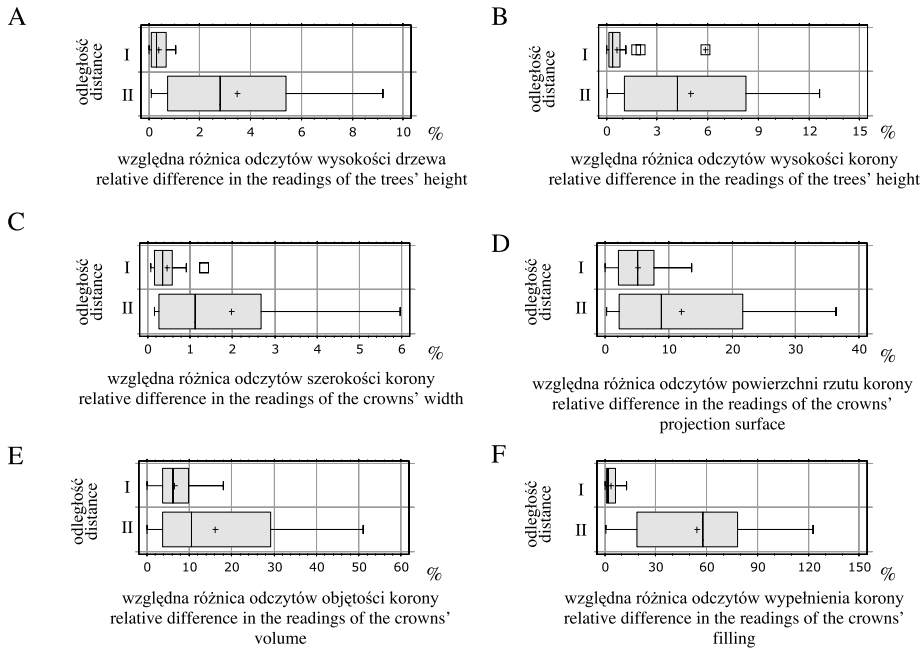 A
odległość
distance
I
II
0 2 4 6 8 10 %
względna różnica odczytów wysokości drzewa
relative difference in the readings of the trees’ height
B
odległość
distance
I
II
0 3 6 9 12 15 %
względna różnica odczytów wysokości korony
relative difference in the readings of the trees’ height
C
odległość
distance
I
II
0 1 2 3 4 5 6 %
względna różnica odczytów szerokości korony
relative difference in the readings of the crowns’ width
D
odległość
distance
I
II
0 10 20 30 40 %
względna różnica odczytów powierzchni rzutu korony
relative difference in the readings of the crowns’
projection surface
E
odległość
distance
I
II
0 10 20 30 40 50 60 %
względna różnica odczytów objętości korony
relative difference in the readings of the crowns’
volume
F
odległość
distance
I
II
0 30 60 90 120 150 %
względna różnica odczytów wypełnienia korony
relative difference in the readings of the crowns’
filling